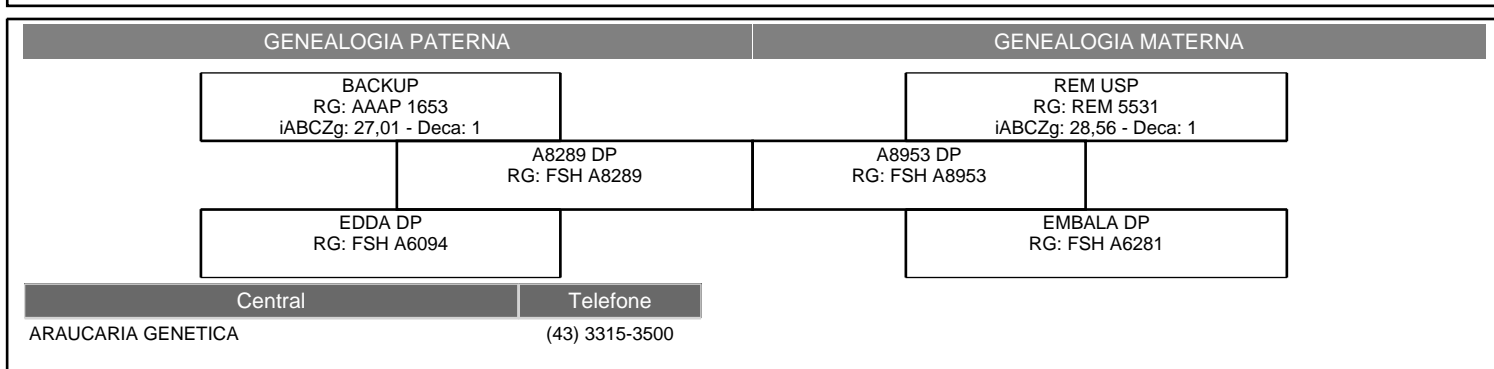 GENEALOGIA PATERNA
GENEALOGIA MATERNA
BACKUP
RG: AAAP 1653
iABCZg: 27,01 - Deca: 1
REM USP
RG: REM 5531
iABCZg: 28,56 - Deca: 1
A8289 DP
RG: FSH A8289
A8953 DP
RG: FSH A8953
EDDA DP
RG: FSH A6094
EMBALA DP
RG: FSH A6281
Central
Telefone
ARAUCARIA GENETICA
(43) 3315-3500